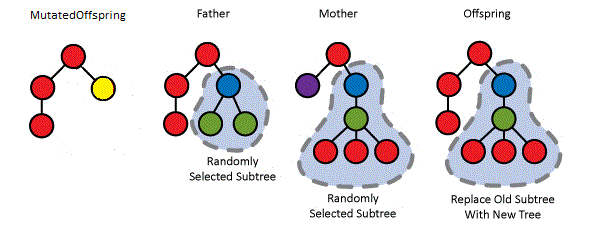 MutatedOffspring
Father
Mother
Offspring
Randomly
Selected Subtree
Randomly
Selected Subtree
Replace Old Subtree
With New Tree